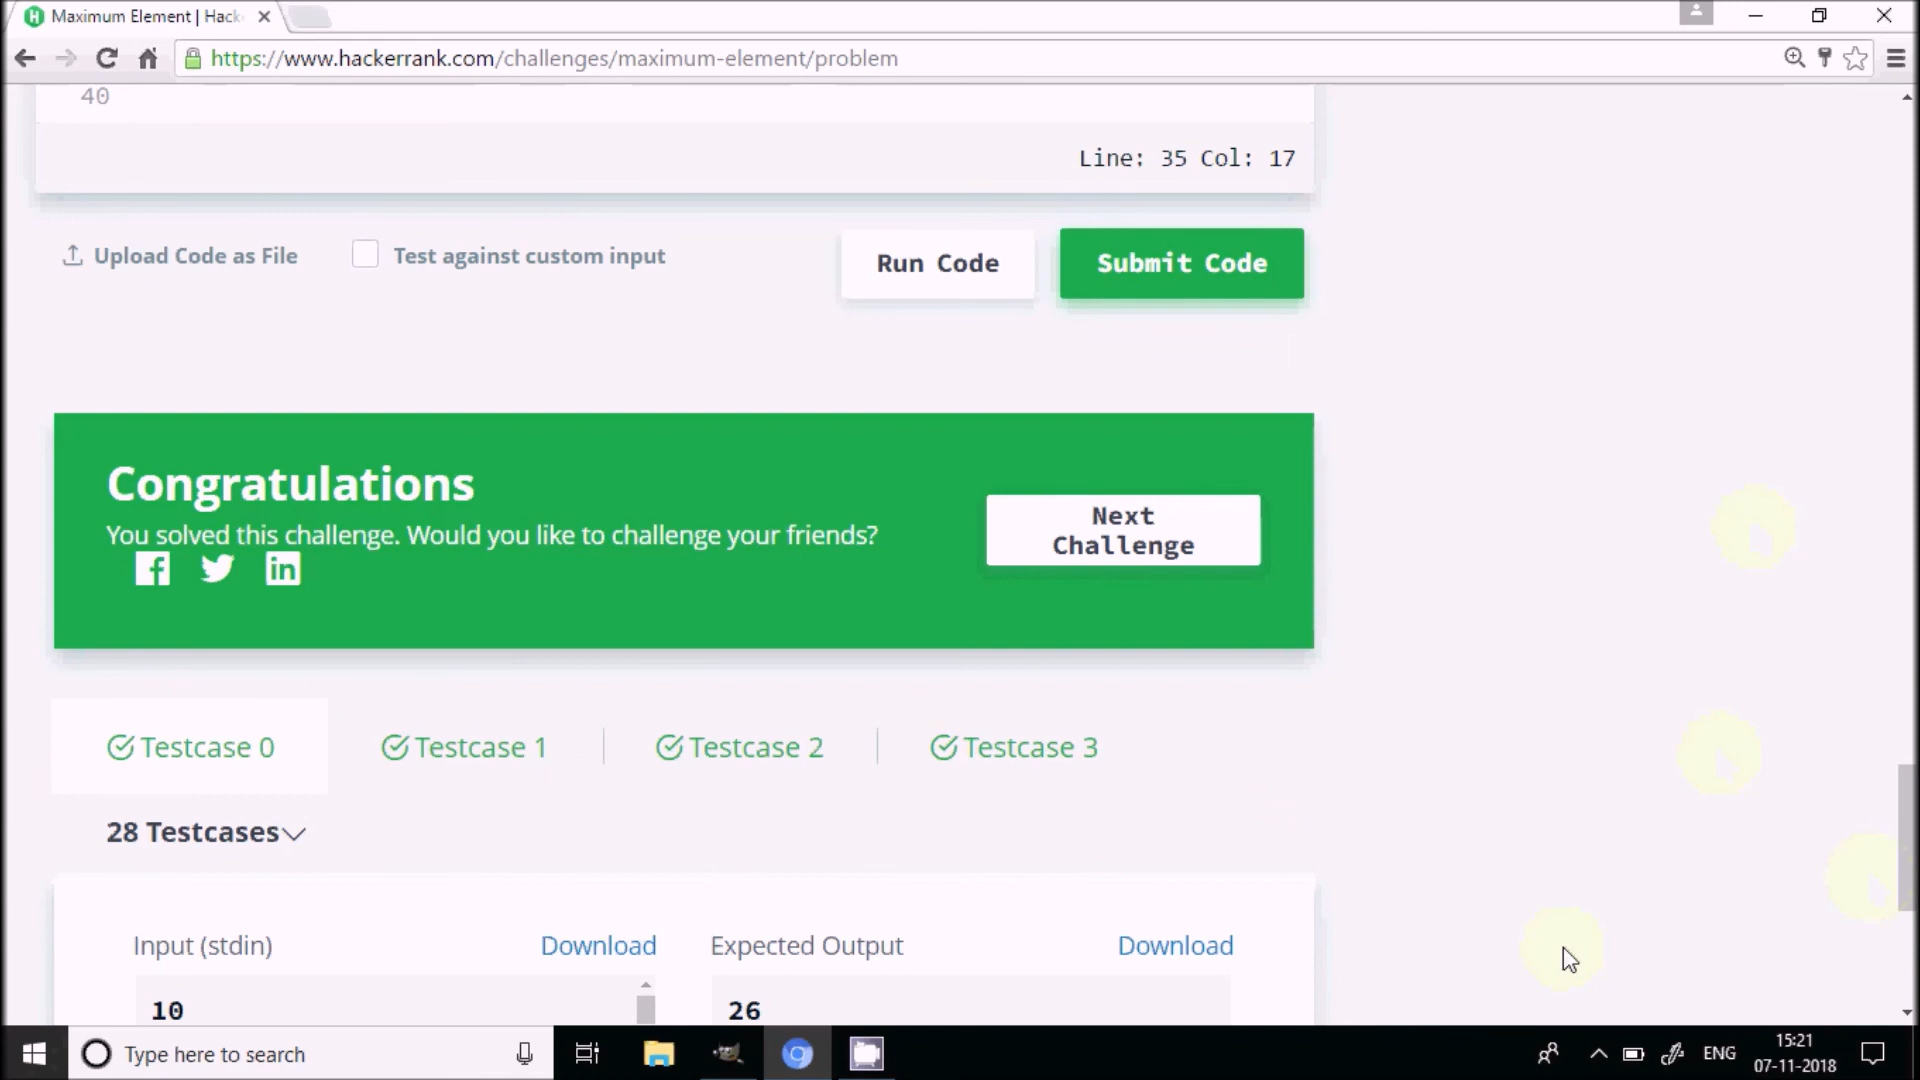 Maximum Element | Hack
https://www.hackerrank.com/challenges/maximum-element/problem
40
Line: 35 Col: 17
Upload Code as File
Test against custom input
Run Code
Submit Code
Congratulations
You solved this challenge. Would you like to challenge your friends?
Next
Challenge
Testcase 0
Testcase 1
Testcase 2
Testcase 3
28 Testcases
Input (stdin)
Download
Expected Output
Download
10
26
Type here to search
ENG
15:21
07-11-2018